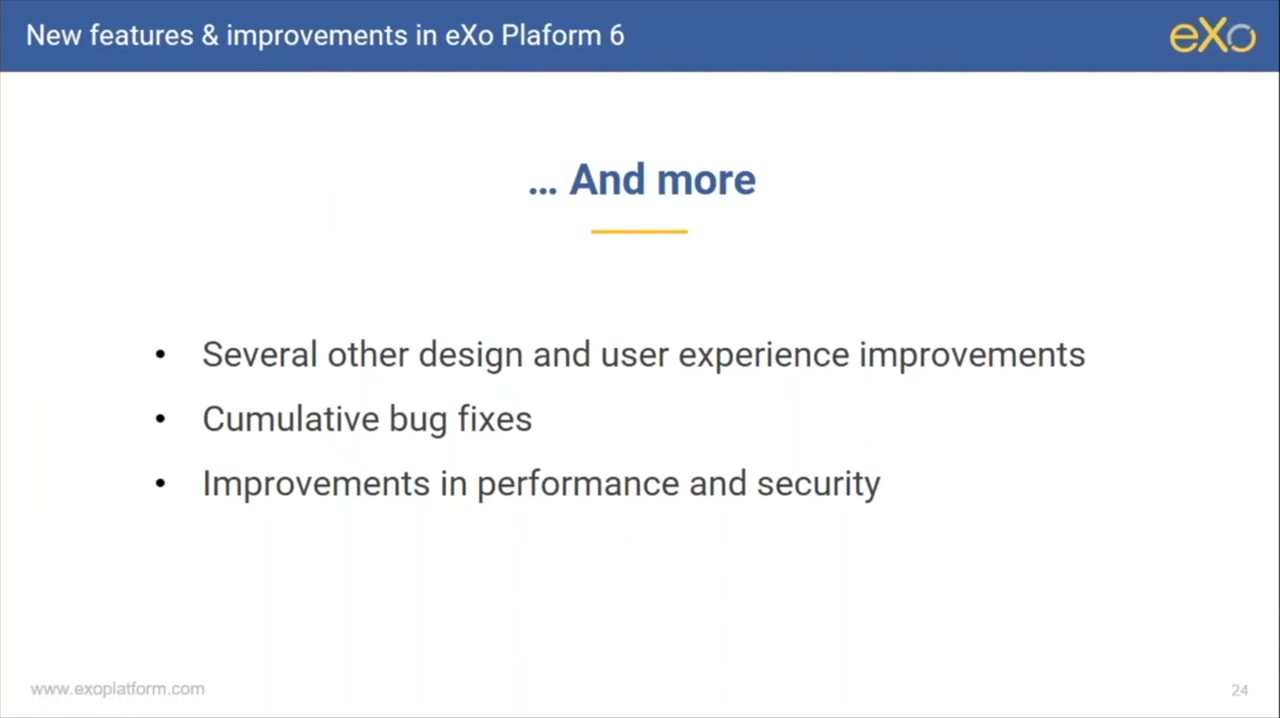 New features & improvements in eXo Plaform 6
eXo
… And more
• Several other design and user experience improvements
• Cumulative bug fixes
• Improvements in performance and security
www.exoplatform.com
24